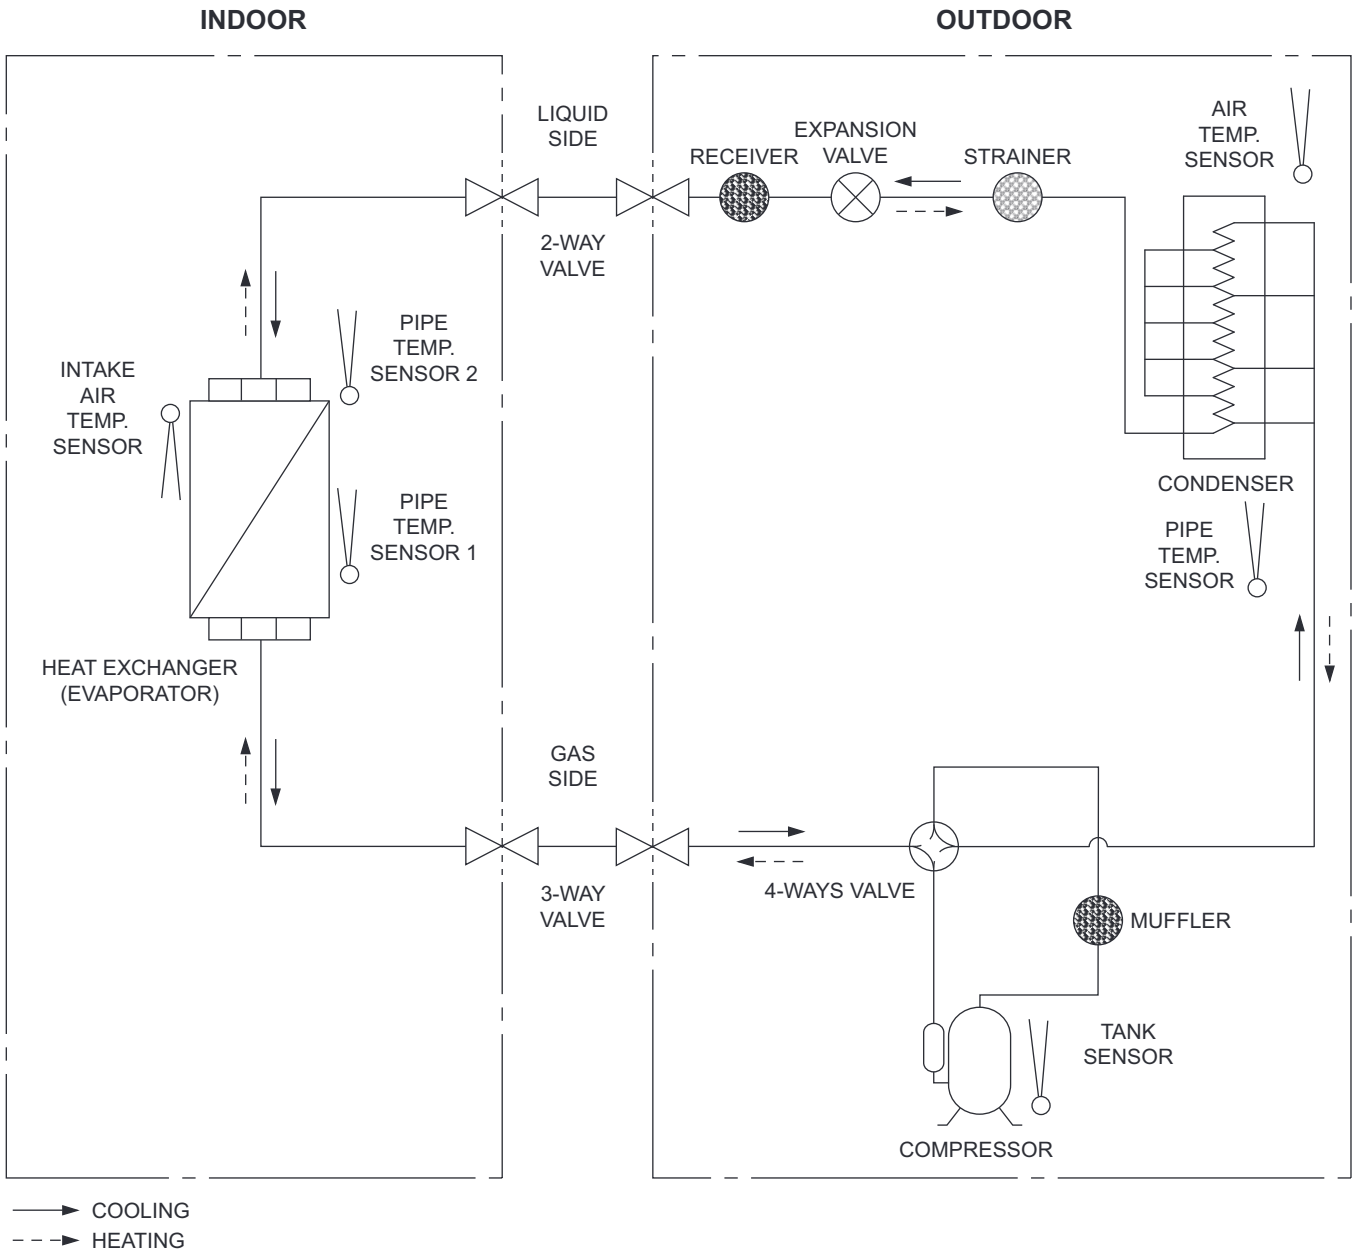 INDOOR
OUTDOOR
LIQUID
SIDE
2-WAY
VALVE
RECEIVER
EXPANSION
VALVE
STRAINER
AIR
TEMP.
SENSOR
PIPE
TEMP.
SENSOR 2
INTAKE
AIR
TEMP.
SENSOR
PIPE
TEMP.
SENSOR 1
CONDENSER
PIPE
TEMP.
SENSOR
HEAT EXCHANGER
(EVAPORATOR)
GAS
SIDE
3-WAY
VALVE
4-WAYS VALVE
MUFFLER
TANK
SENSOR
COMPRESSOR
COOLING
HEATING